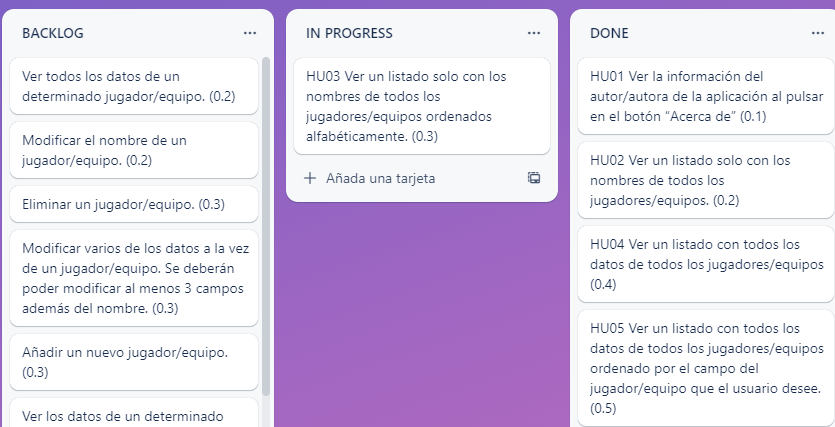 BACKLOG
Ver todos los datos de un
determinado jugador/equipo. (0.2)
Modificar el nombre de un
jugador/equipo. (0.2)
Eliminar un jugador/equipo. (0.3)
Modificar varios de los datos a la vez
de un jugador/equipo. Se deberán
poder modificar al menos 3 campos
además del nombre. (0.3)
Añadir un nuevo jugador/equipo.
(0.3)
Ver los datos de un determinado
IN PROGRESS
HU03 Ver un listado solo con los
nombres de todos los
jugadores/equipos ordenados
alfabéticamente. (0.3)
Añada una tarjeta
DONE
HU01 Ver la información del
autor/autora de la aplicación al pulsar
en el botón “Acerca de” (0.1)
HU02 Ver un listado solo con los
nombres de todos los
jugadores/equipos. (0.2)
HU04 Ver un listado con todos los
datos de todos los jugadores/equipos
(0.4)
HU05 Ver un listado con todos los
datos de todos los jugadores/equipos
ordenado por el campo del
jugador/equipo que el usuario desee.
(0.5)